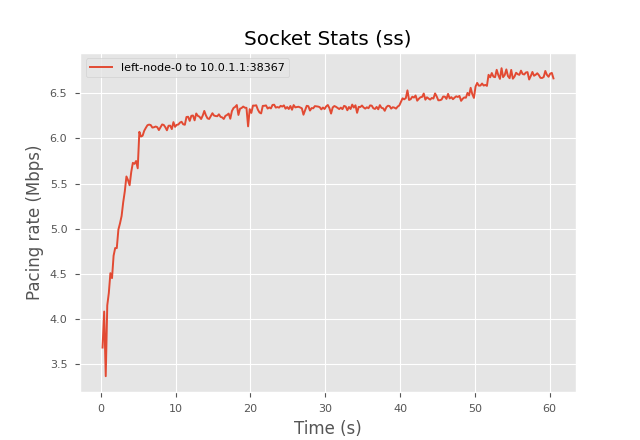 Socket Stats (ss)
left-node-0 to 10.0.1.1:38367
Pacing rate (Mbps)
6.5
6.0
5.5
5.0
4.5
4.0
3.5
0 10 20 30 40 50 60
Time (s)